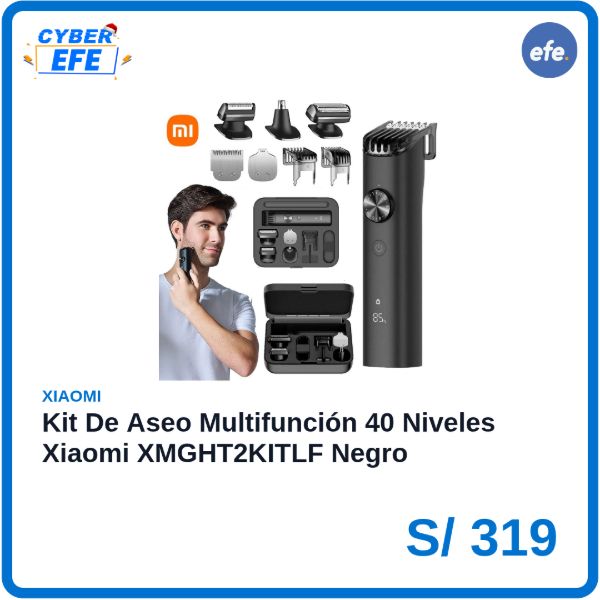 CYBER
EFE
efe.
mi
85%
XIAOMI
Kit De Aseo Multifunción 40 Niveles
Xiaomi XMGHT2KITLF Negro
S/ 319